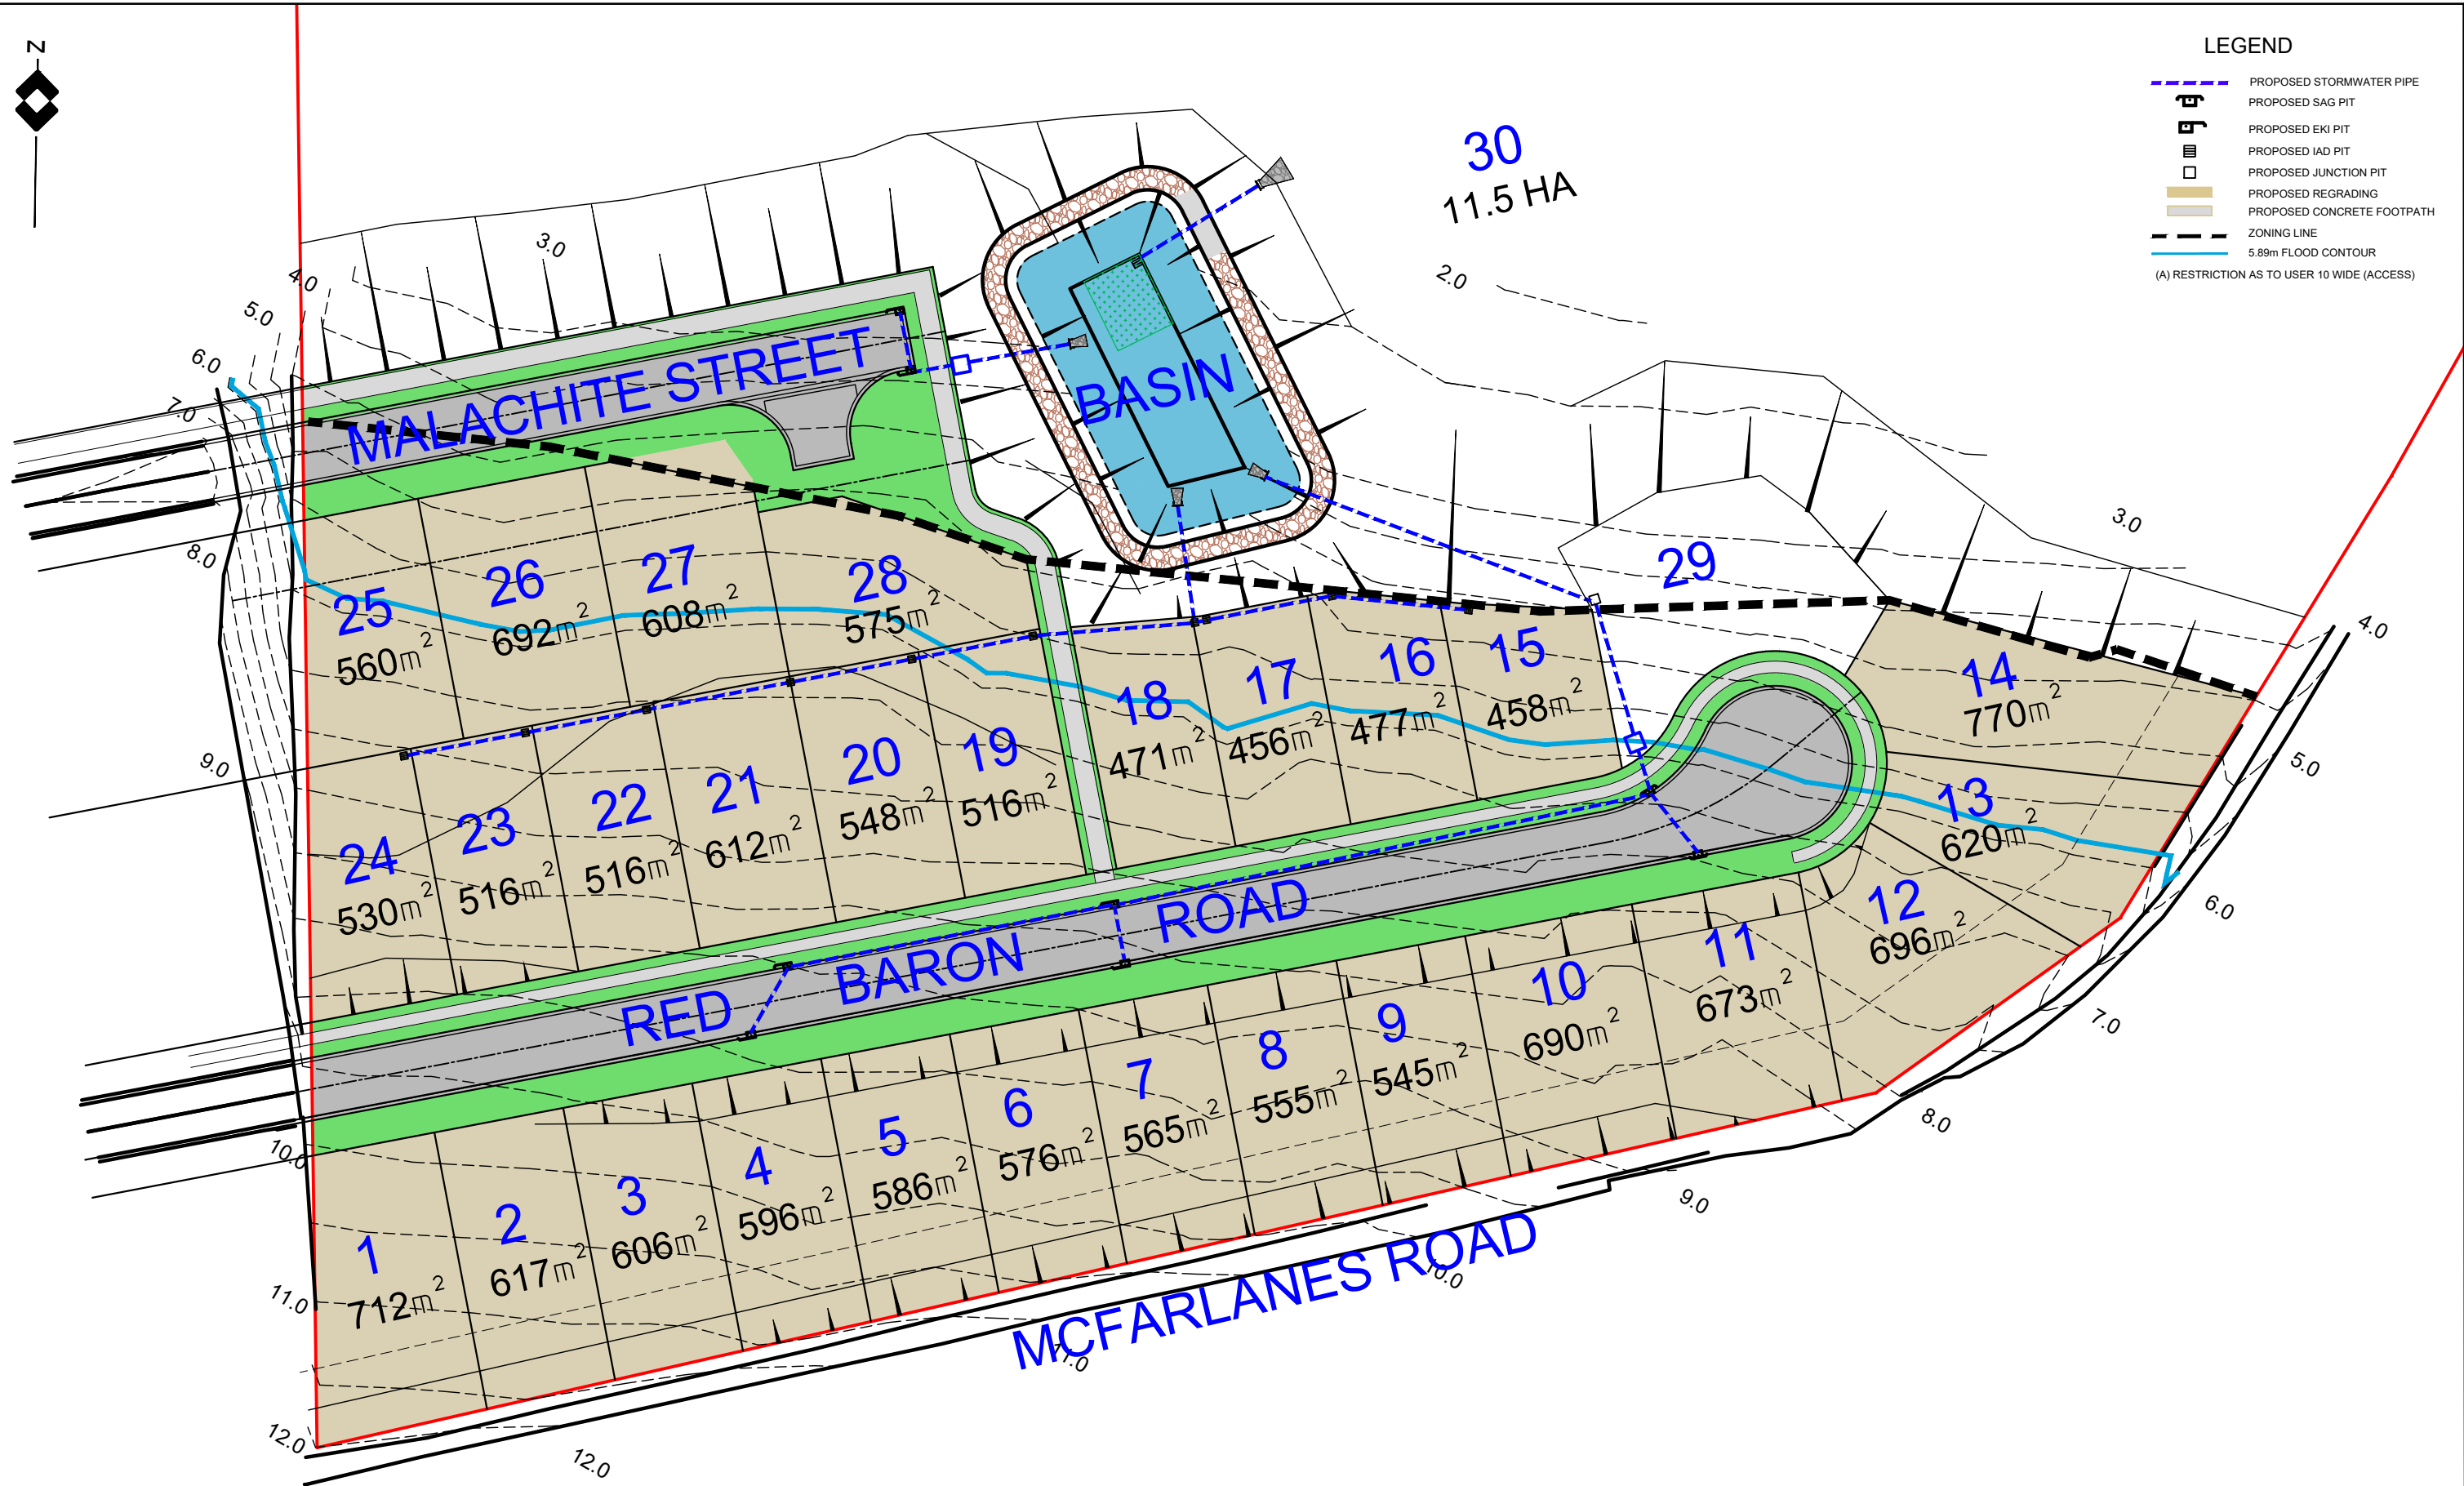 N
LEGEND
PROPOSED STORMWATER PIPE
PROPOSED SAG PIT
PROPOSED EKI PIT
PROPOSED IAD PIT
PROPOSED JUNCTION PIT
PROPOSED REGRADING
PROPOSED CONCRETE FOOTPATH
ZONING LINE
5.89m FLOOD CONTOUR
(A) RESTRICTION AS TO USER 10 WIDE (ACCESS)
30
11.5 HA
2.0
3.0
4.0
5.0
6.0
7.0
8.0
9.0
10.0
11.0
12.0
MALACHITE STREET
BASIN
29
3.0
4.0
5.0
6.0
7.0
8.0
9.0
10.0
11.0
12.0
25
560m²
26
692m²
27
608m²
28
575m²
18
471m²
17
456m²
16
477m²
15
458m²
14
770m²
13
620m²
12
696m²
24
530m²
23
516m²
22
516m²
21
612m²
20
548m²
19
516m²
RED BARON ROAD
1
712m²
2
617m²
3
606m²
4
596m²
5
586m²
6
576m²
7
565m²
8
555m²
9
545m²
10
690m²
11
673m²
MCFARLANES ROAD